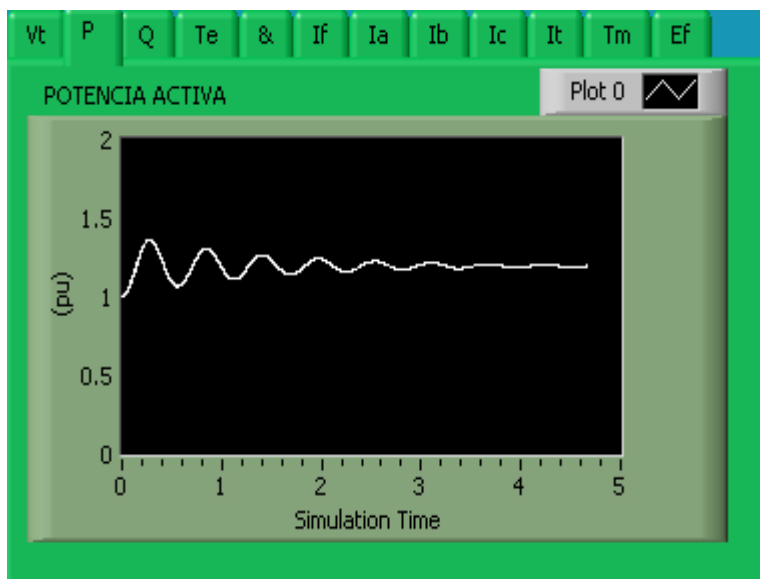 Vt P Q Te & If Ia Ib Ic It Tm Ef
POTENCIA ACTIVA
Plot 0
2
1.5
1
0.5
0
(pu)
0 1 2 3 4 5
Simulation Time